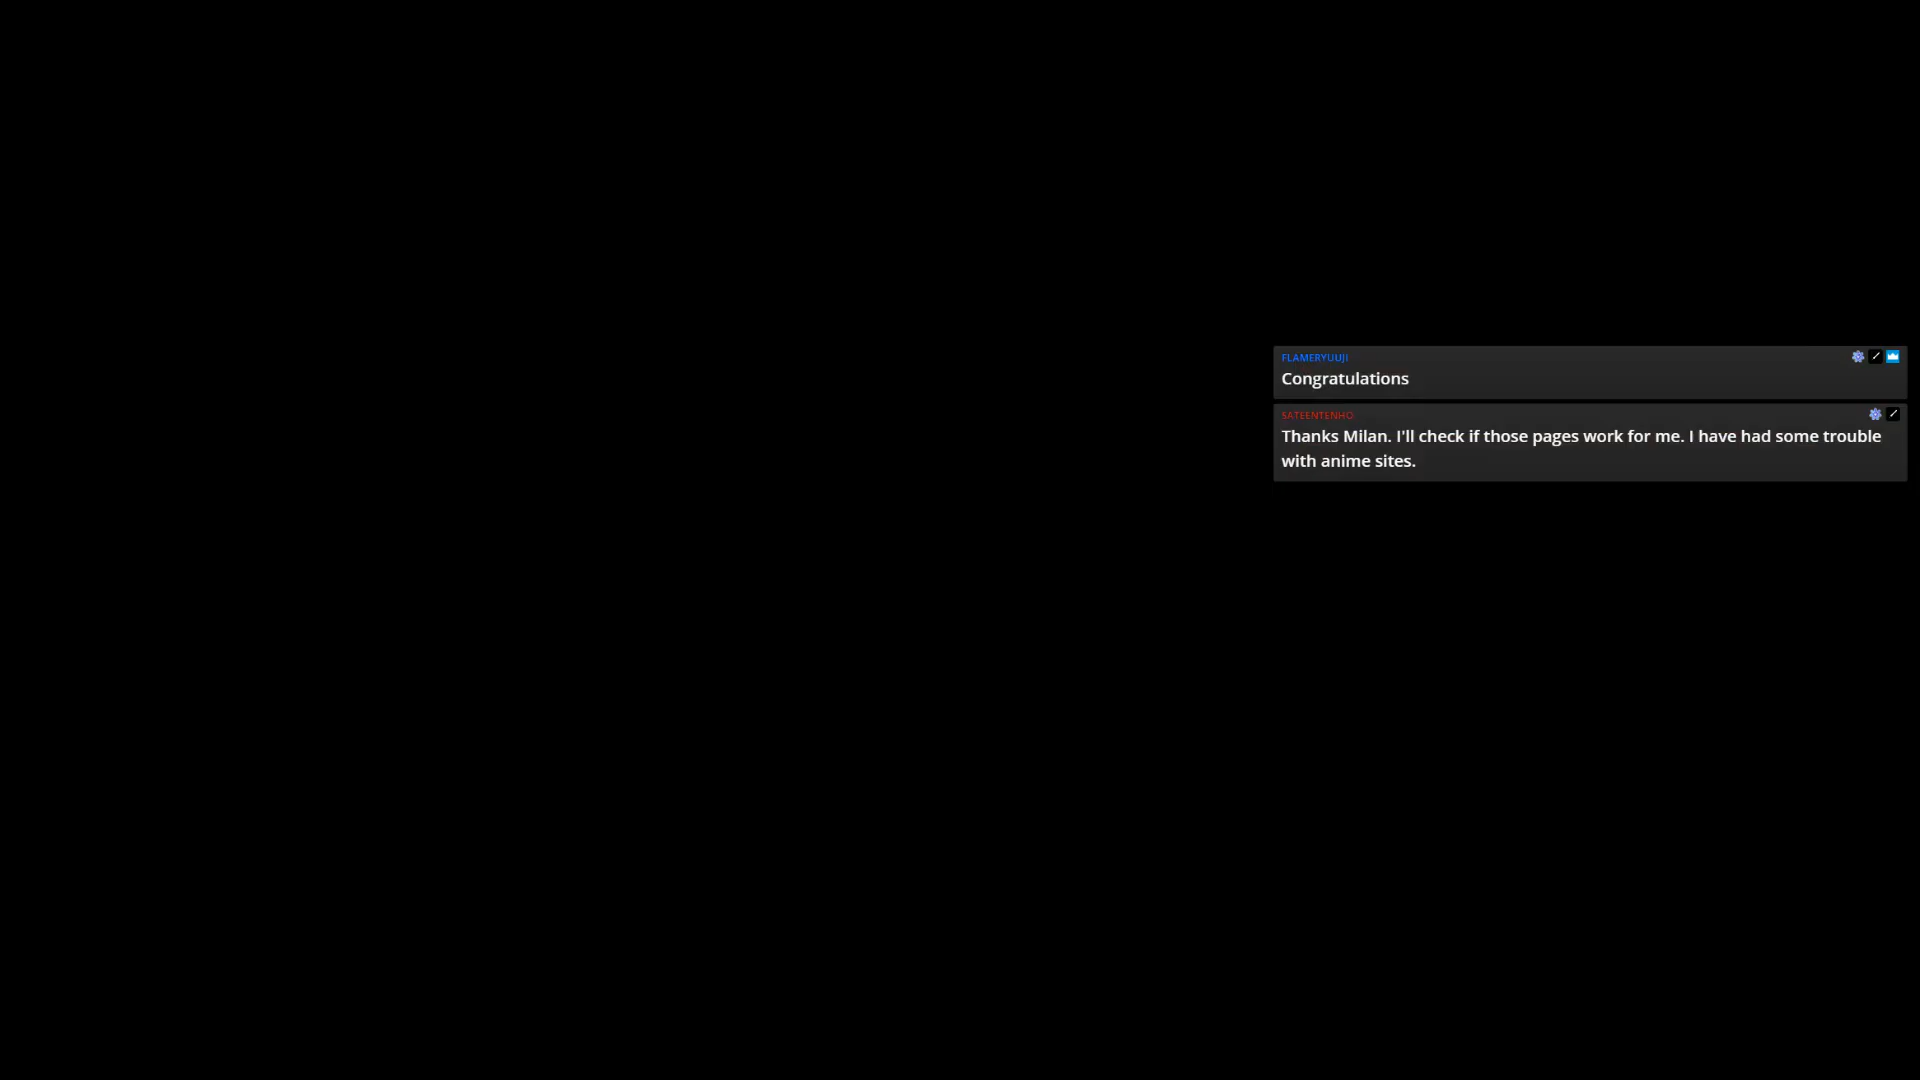 FLAMERYUUJI
Congratulations
SATEENTENHO
Thanks Milan. I'll check if those pages work for me. I have had some trouble
with anime sites.